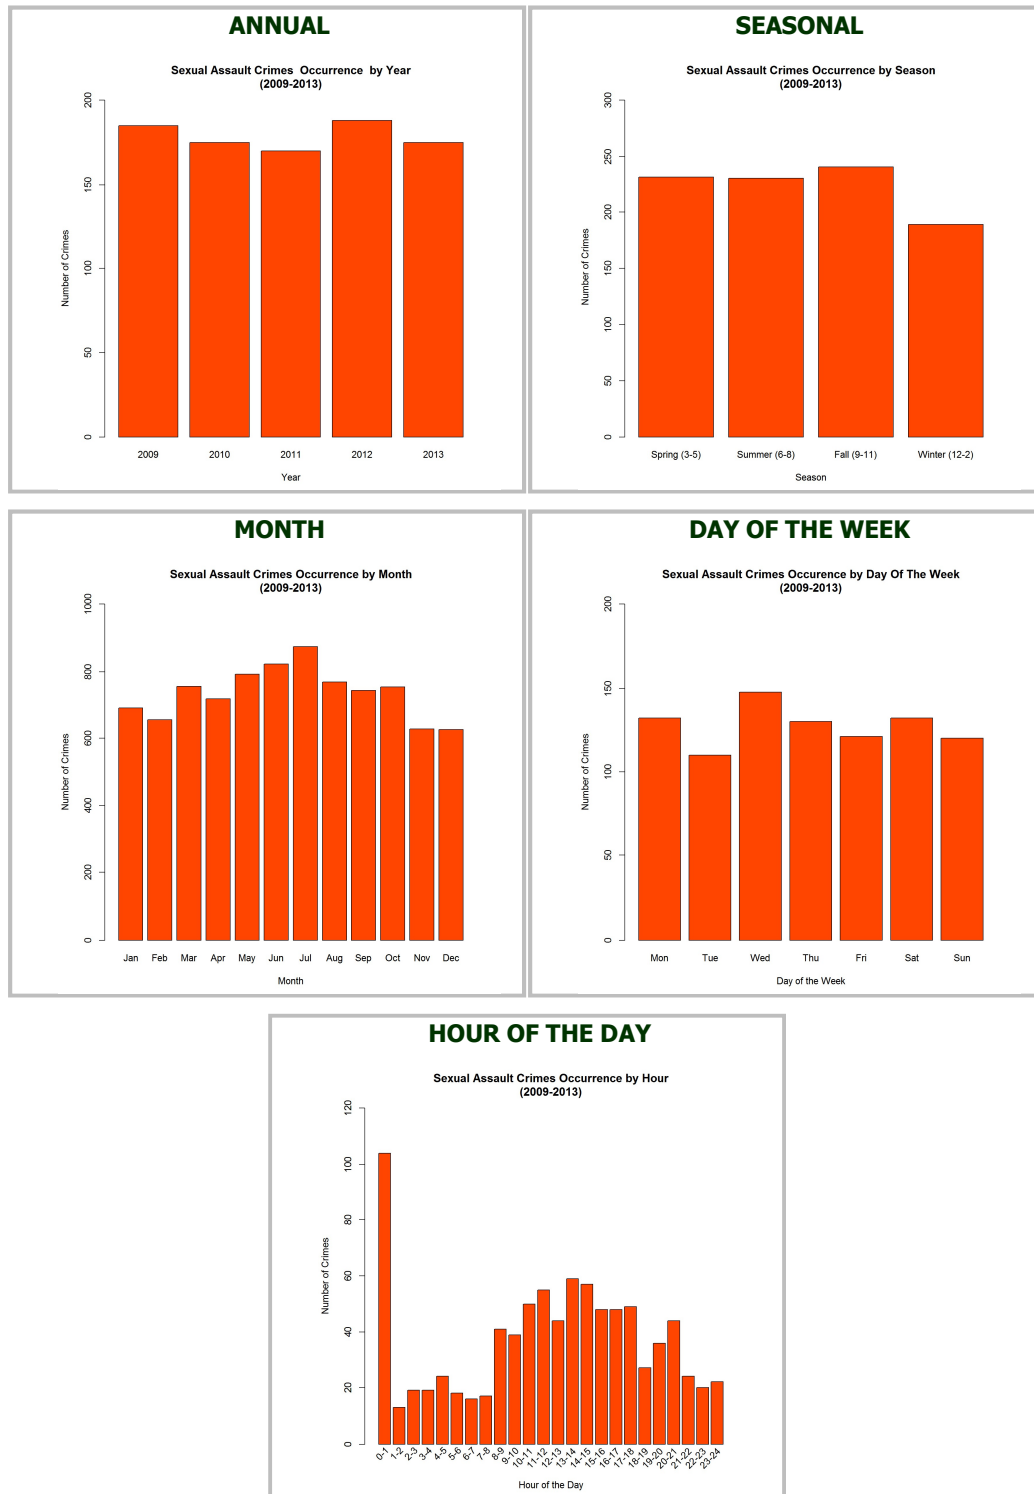 ANNUAL
Sexual Assault Crimes  Occurrence  by Year
(2009-2013)
Number of Crimes
200
150
100
50
0
2009 2010 2011 2012 2013
Year
SEASONAL
Sexual Assault Crimes Occurrence by Season
(2009-2013)
Number of Crimes
300
250
200
150
100
50
0
Spring (3-5) Summer (6-8) Fall (9-11) Winter (12-2)
Season
MONTH
Sexual Assault Crimes Occurrence by Month
(2009-2013)
Number of Crimes
1000
800
600
400
200
0
Jan Feb Mar Apr May Jun Jul Aug Sep Oct Nov Dec
Month
DAY OF THE WEEK
Sexual Assault Crimes Occurence by Day Of The Week
(2009-2013)
Number of Crimes
200
150
100
50
0
Mon Tue Wed Thu Fri Sat Sun
Day of the Week
HOUR OF THE DAY
Sexual Assault Crimes Occurrence by Hour
(2009-2013)
Number of Crimes
120
100
80
60
40
20
0
0-1 1-2 2-3 3-4 4-5 5-6 6-7 7-8 8-9 9-10 10-11 11-12 12-13 13-14 14-15 15-16 16-17 17-18 18-19 19-20 20-21 21-22 22-23 23-24
Hour of the Day